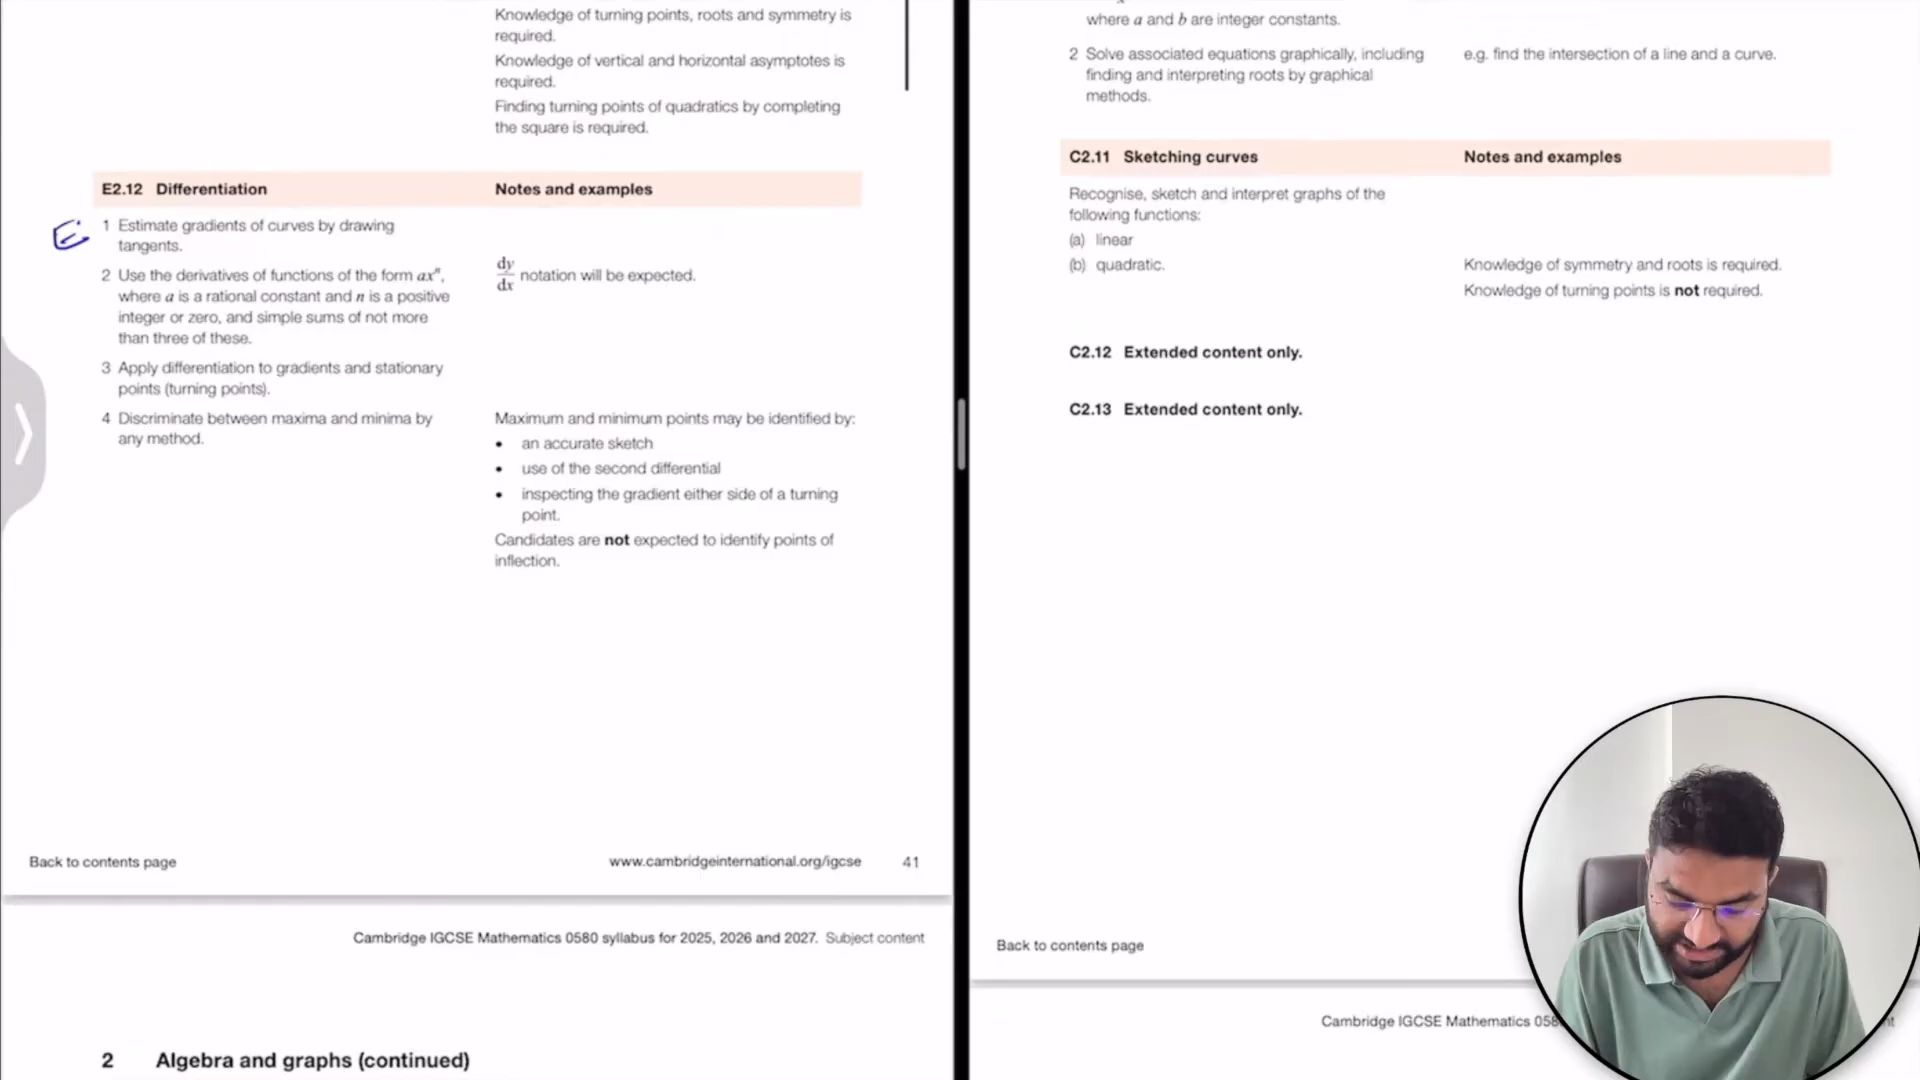 Knowledge of turning points, roots and symmetry is
required.
Knowledge of vertical and horizontal asymptotes is
required.
Finding turning points of quadratics by completing
the square is required.
E2.12 Differentiation Notes and examples
E
1 Estimate gradients of curves by drawing
tangents.
2 Use the derivatives of functions of the form axⁿ,
where a is a rational constant and n is a positive
integer or zero, and simple sums of not more
than three of these.
dy/dx notation will be expected.
3 Apply differentiation to gradients and stationary
points (turning points).
4 Discriminate between maxima and minima by
any method.
Maximum and minimum points may be identified by:
• an accurate sketch
• use of the second differential
• inspecting the gradient either side of a turning
point.
Candidates are not expected to identify points of
inflection.
Back to contents page www.cambridgeinternational.org/igcse 41
Cambridge IGCSE Mathematics 0580 syllabus for 2025, 2026 and 2027. Subject content
2 Algebra and graphs (continued)
where a and b are integer constants.
2 Solve associated equations graphically, including
finding and interpreting roots by graphical
methods.
e.g. find the intersection of a line and a curve.
C2.11 Sketching curves Notes and examples
Recognise, sketch and interpret graphs of the
following functions:
(a) linear
(b) quadratic.
Knowledge of symmetry and roots is required.
Knowledge of turning points is not required.
C2.12 Extended content only.
C2.13 Extended content only.
Back to contents page
Cambridge IGCSE Mathematics 058